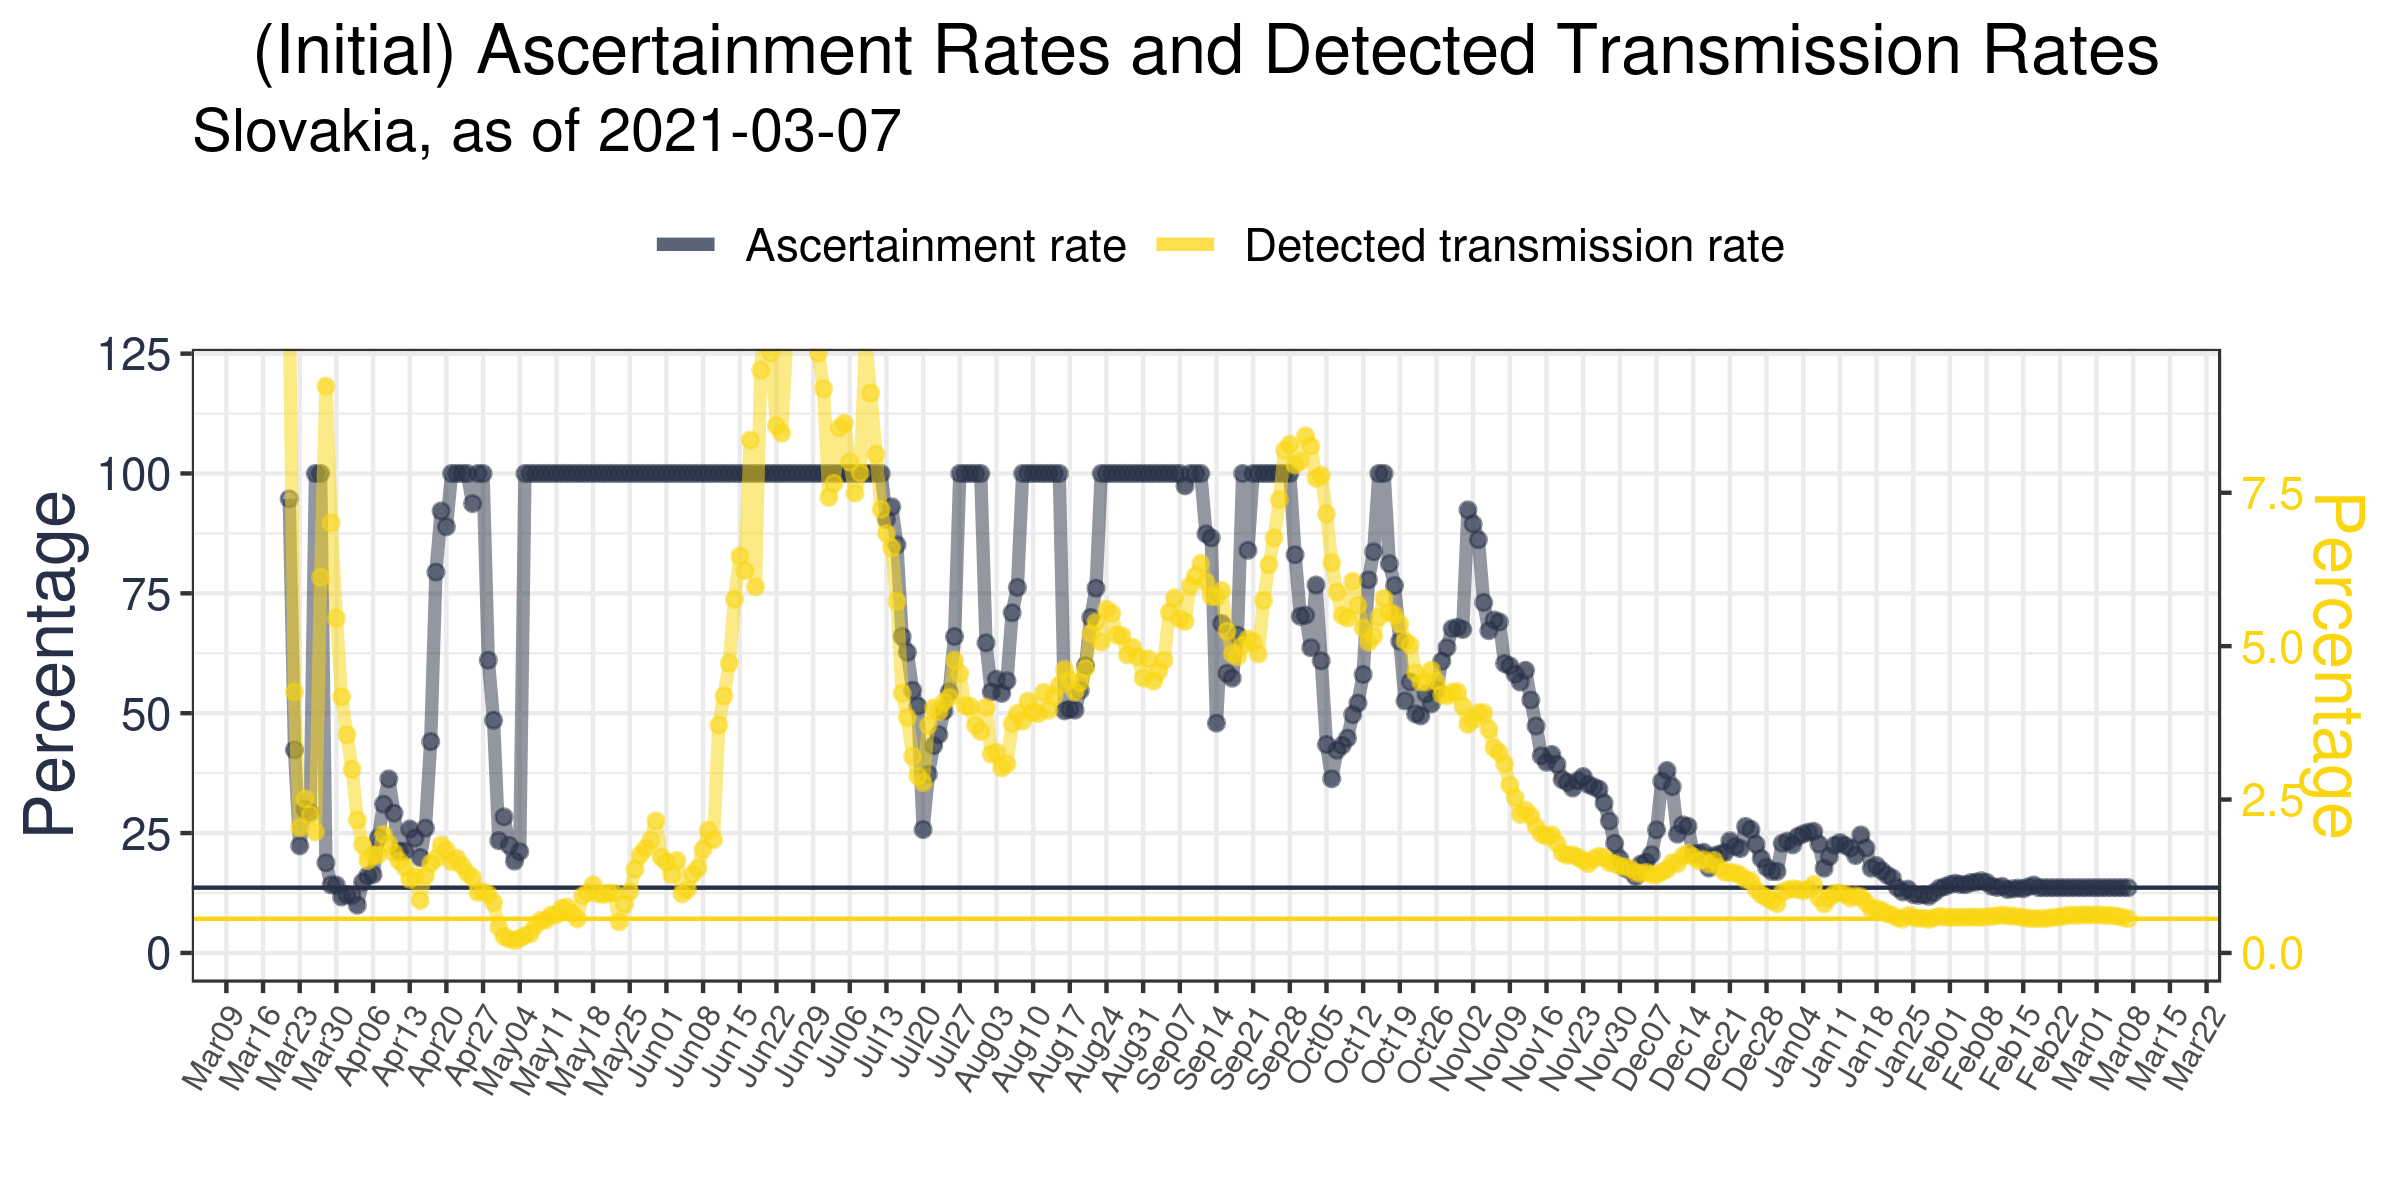 (Initial) Ascertainment Rates and Detected Transmission Rates
Slovakia, as of 2021-03-07
Ascertainment rate
Detected transmission rate
Percentage
125
100
75
50
25
0
7.5
5.0
2.5
0.0
Percentage
Mar09
Mar16
Mar23
Mar30
Apr06
Apr13
Apr20
Apr27
May04
May11
May18
May25
Jun01
Jun08
Jun15
Jun22
Jun29
Jul06
Jul13
Jul20
Jul27
Aug03
Aug10
Aug17
Aug24
Aug31
Sep07
Sep14
Sep21
Sep28
Oct05
Oct12
Oct19
Oct26
Nov02
Nov09
Nov16
Nov23
Nov30
Dec07
Dec14
Dec21
Dec28
Jan04
Jan11
Jan18
Jan25
Feb01
Feb08
Feb15
Feb22
Mar01
Mar08
Mar15
Mar22